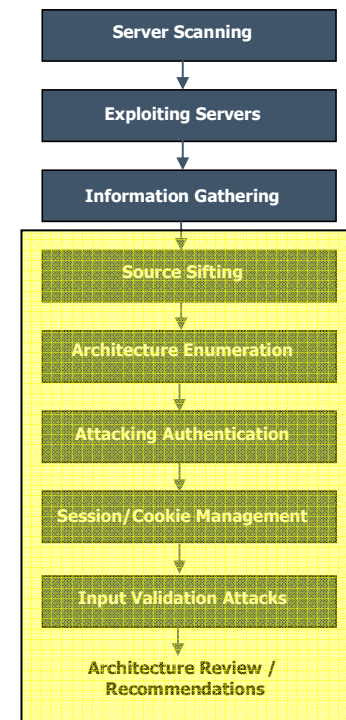 Server Scanning
Exploiting Servers
Information Gathering
Source Sifting
Architecture Enumeration
Attacking Authentication
Session/Cookie Management
Input Validation Attacks
Architecture Review /
Recommendations